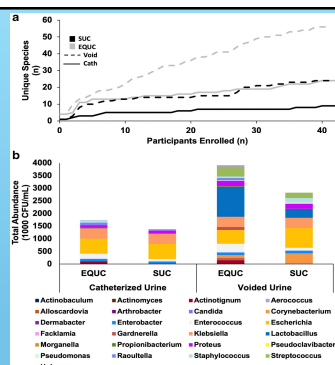 a
60
50
40
30
20
10
0
Unique Species
(n)
SUC
EQUC
Void
Cath
0 10 20 30 40
Participants Enrolled (n)
b
4000
3500
3000
2500
2000
1500
1000
500
0
Total Abundance
(1000 CFU/mL)
EQUC SUC EQUC SUC
Catheterized Urine Voided Urine
Actinobaculum Actinomyces Actinotignum Aerococcus
Alloscardovia Arthrobacter Candida Corynebacterium
Dermabacter Enterobacter Enterococcus Escherichia
Facklamia Gardnerella Klebsiella Lactobacillus
Morganella Propionibacterium Proteus Pseudoclavibacter
Pseudomonas Raoultella Staphylococcus Streptococcus